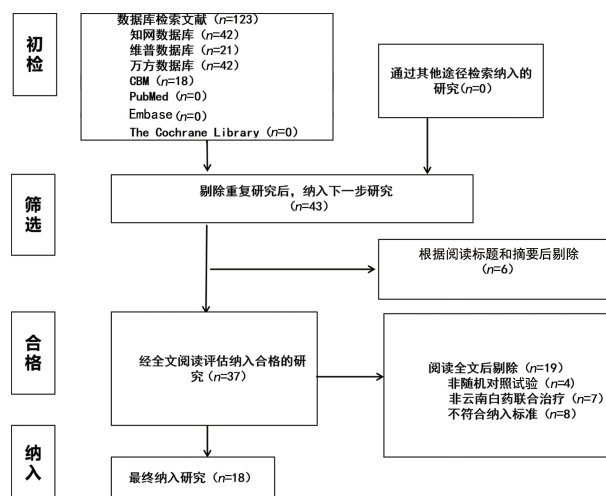 初检
数据库检索文献（n=123）
知网数据库（n=42）
维普数据库（n=21）
万方数据库（n=42）
CBM（n=18）
PubMed（n=0）
Embase（n=0）
The Cochrane Library（n=0）
通过其他途径检索纳入的
研究（n=0）
筛选
剔除重复研究后，纳入下一步研究
（n=43）
根据阅读标题和摘要后剔除
（n=6）
合格
经全文阅读评估纳入合格的研
究（n=37）
阅读全文后剔除（n=19）
非随机对照试验（n=4）
非云南白药联合治疗（n=7）
不符合纳入标准（n=8）
纳入
最终纳入研究（n=18）